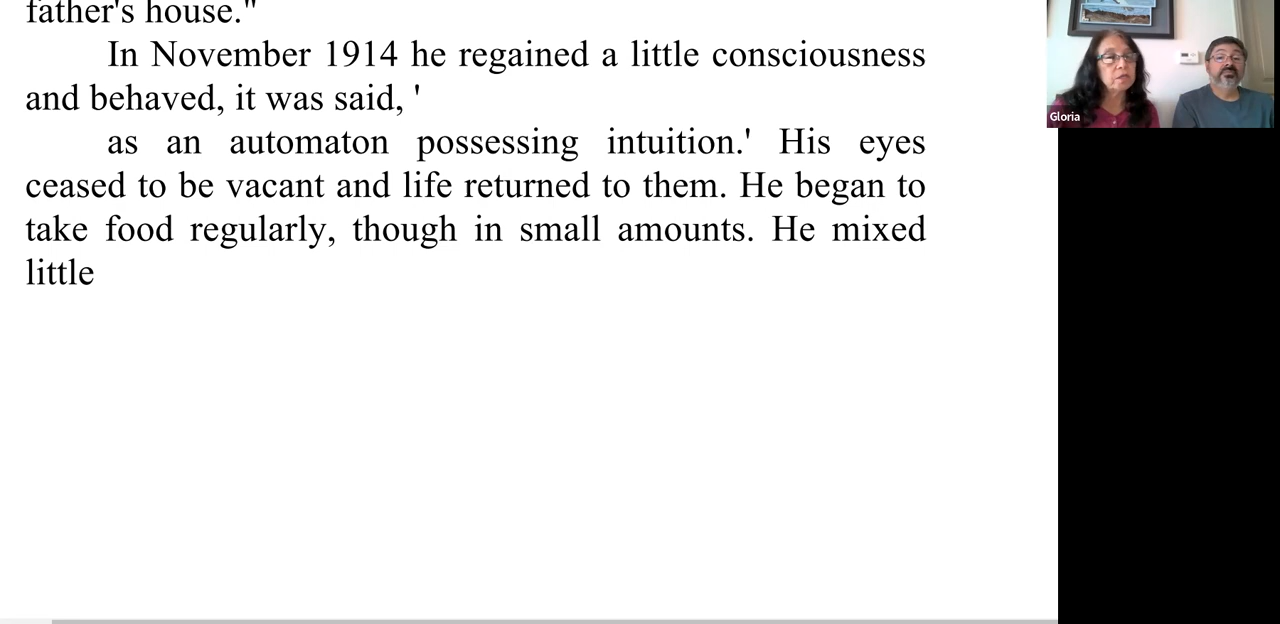 father's house."
In November 1914 he regained a little consciousness
and behaved, it was said, '
as an automaton possessing intuition.' His eyes
ceased to be vacant and life returned to them. He began to
take food regularly, though in small amounts. He mixed
little
Gloria